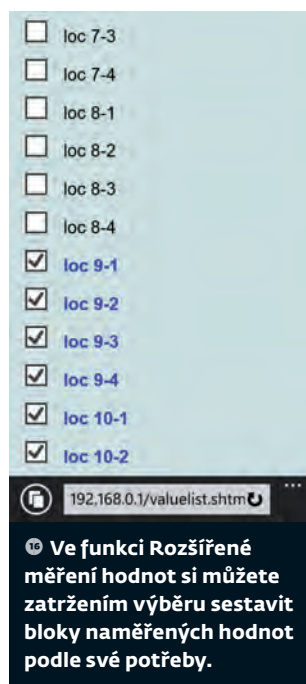 loc 7-3
loc 7-4
loc 8-1
loc 8-2
loc 8-3
loc 8-4
loc 9-1
loc 9-2
loc 9-3
loc 9-4
loc 10-1
loc 10-2
192.168.0.1/valuelist.shtm
16 Ve funkci Rozšířené
měření hodnot si můžete
zatržením výběru sestavit
bloky naměřených hodnot
podle své potřeby.